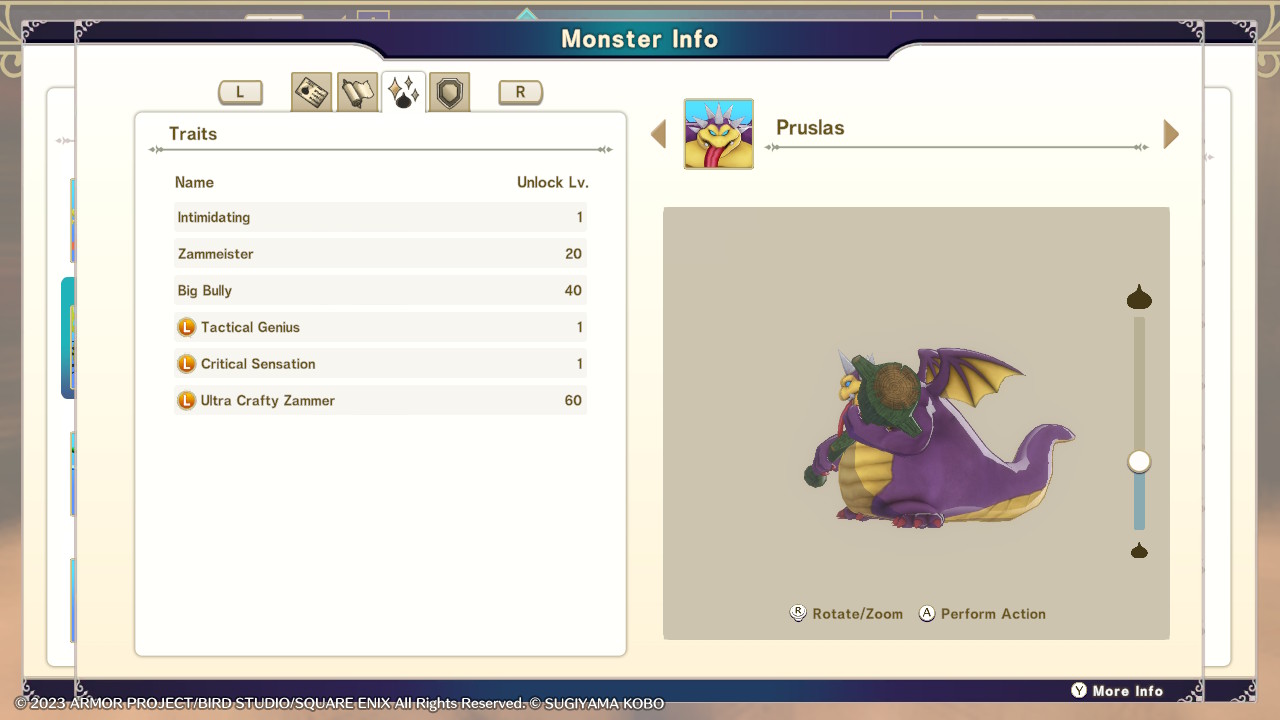 Monster Info
L
R
Traits
Name Unlock Lv.
Intimidating 1
Zammeister 20
Big Bully 40
L Tactical Genius 1
L Critical Sensation 1
L Ultra Crafty Zammer 60
Pruslas
R Rotate/Zoom A Perform Action
Y More Info
© 2023 ARMOR PROJECT/BIRD STUDIO/SQUARE ENIX All Rights Reserved. © SUGIYAMA KOBO